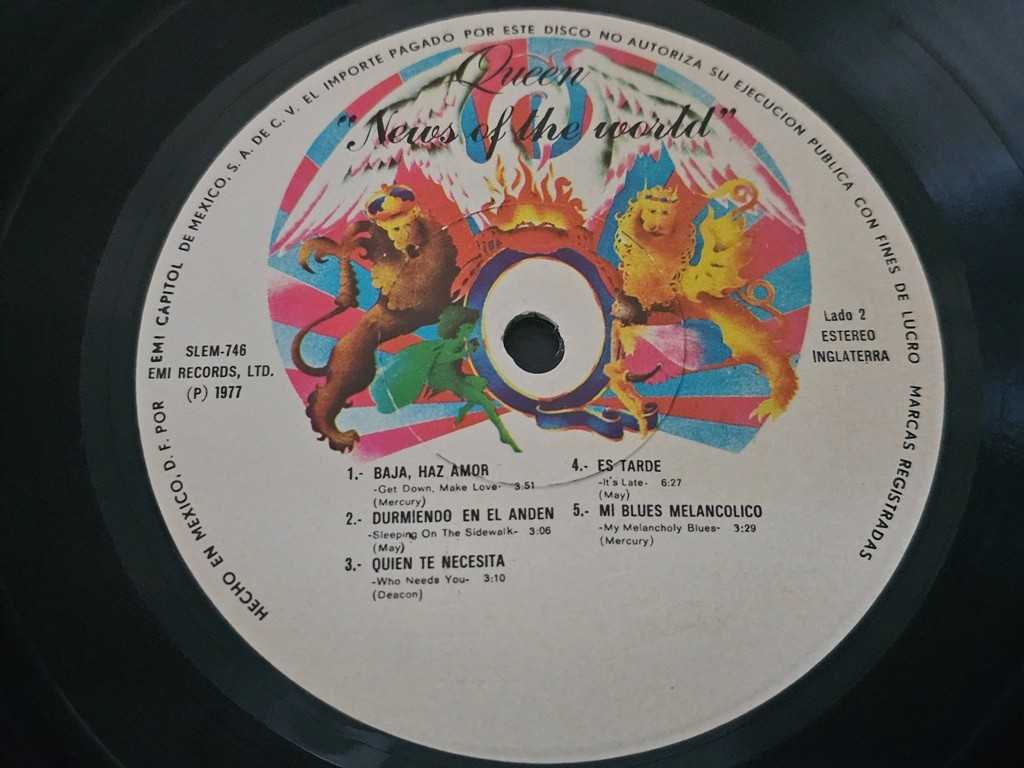 HECHO EN MEXICO, D. F. POR EMI CAPITOL DE MEXICO, S. A. DE C. V. EL IMPORTE PAGADO POR ESTE DISCO NO AUTORIZA SU EJECUCION PUBLICA CON FINES DE LUCRO MARCAS REGISTRADAS
Queen
"News of the world"
SLEM-746
EMI RECORDS, LTD.
(P) 1977
Lado 2
ESTEREO
INGLATERRA
1.- BAJA, HAZ AMOR
-Get Down, Make Love- 3:51
(Mercury)
2.- DURMIENDO EN EL ANDEN
-Sleeping On The Sidewalk- 3:06
(May)
3.- QUIEN TE NECESITA
-Who Needs You- 3:10
(Deacon)
4.- ES TARDE
-It's Late- 6:27
(May)
5.- MI BLUES MELANCOLICO
-My Melancholy Blues- 3:29
(Mercury)